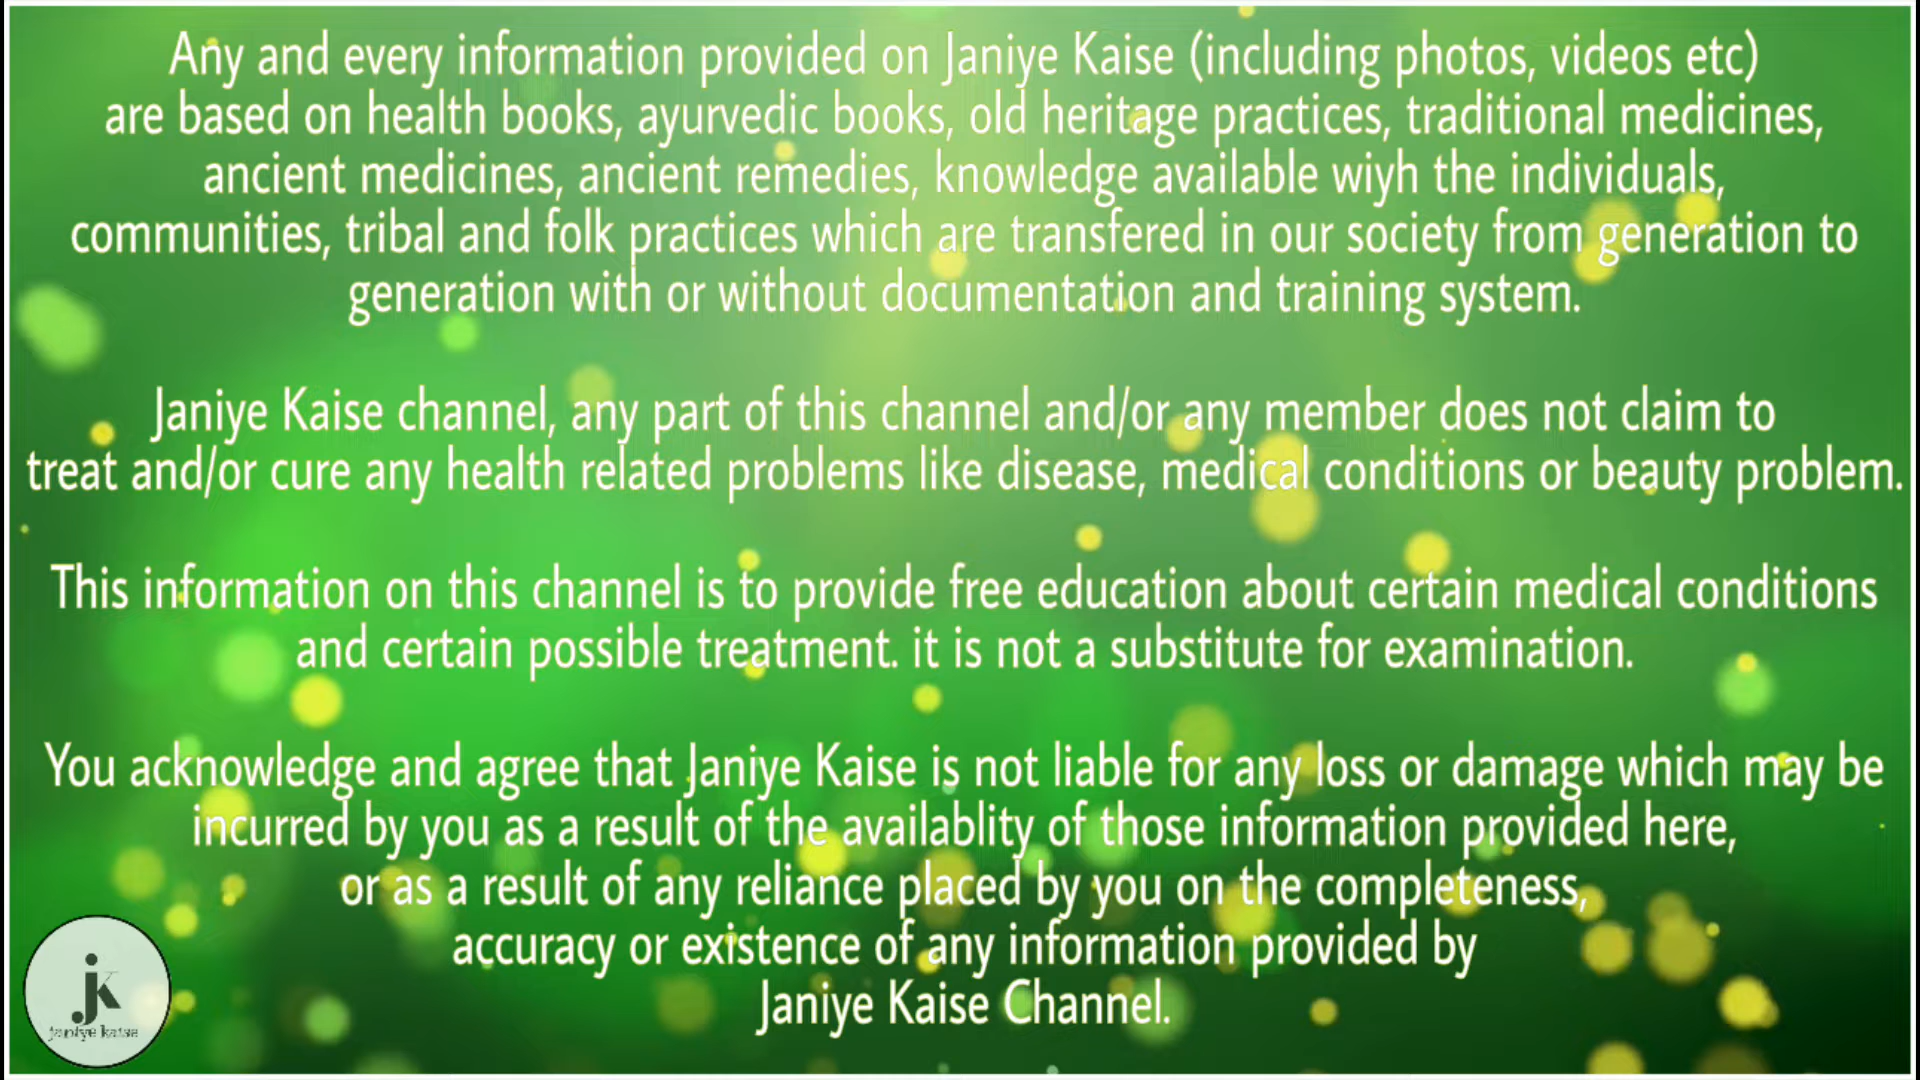 Any and every information provided on Janiye Kaise (including photos, videos etc)
are based on health books, ayurvedic books, old heritage practices, traditional medicines,
ancient medicines, ancient remedies, knowledge available wiyh the individuals,
communities, tribal and folk practices which are transfered in our society from generation to
generation with or without documentation and training system.
Janiye Kaise channel, any part of this channel and/or any member does not claim to
treat and/or cure any health related problems like disease, medical conditions or beauty problem.
This information on this channel is to provide free education about certain medical conditions
and certain possible treatment. it is not a substitute for examination.
You acknowledge and agree that Janiye Kaise is not liable for any loss or damage which may be
incurred by you as a result of the availablity of those information provided here,
or as a result of any reliance placed by you on the completeness,
accuracy or existence of any information provided by
Janiye Kaise Channel.
jk
janiye kaise